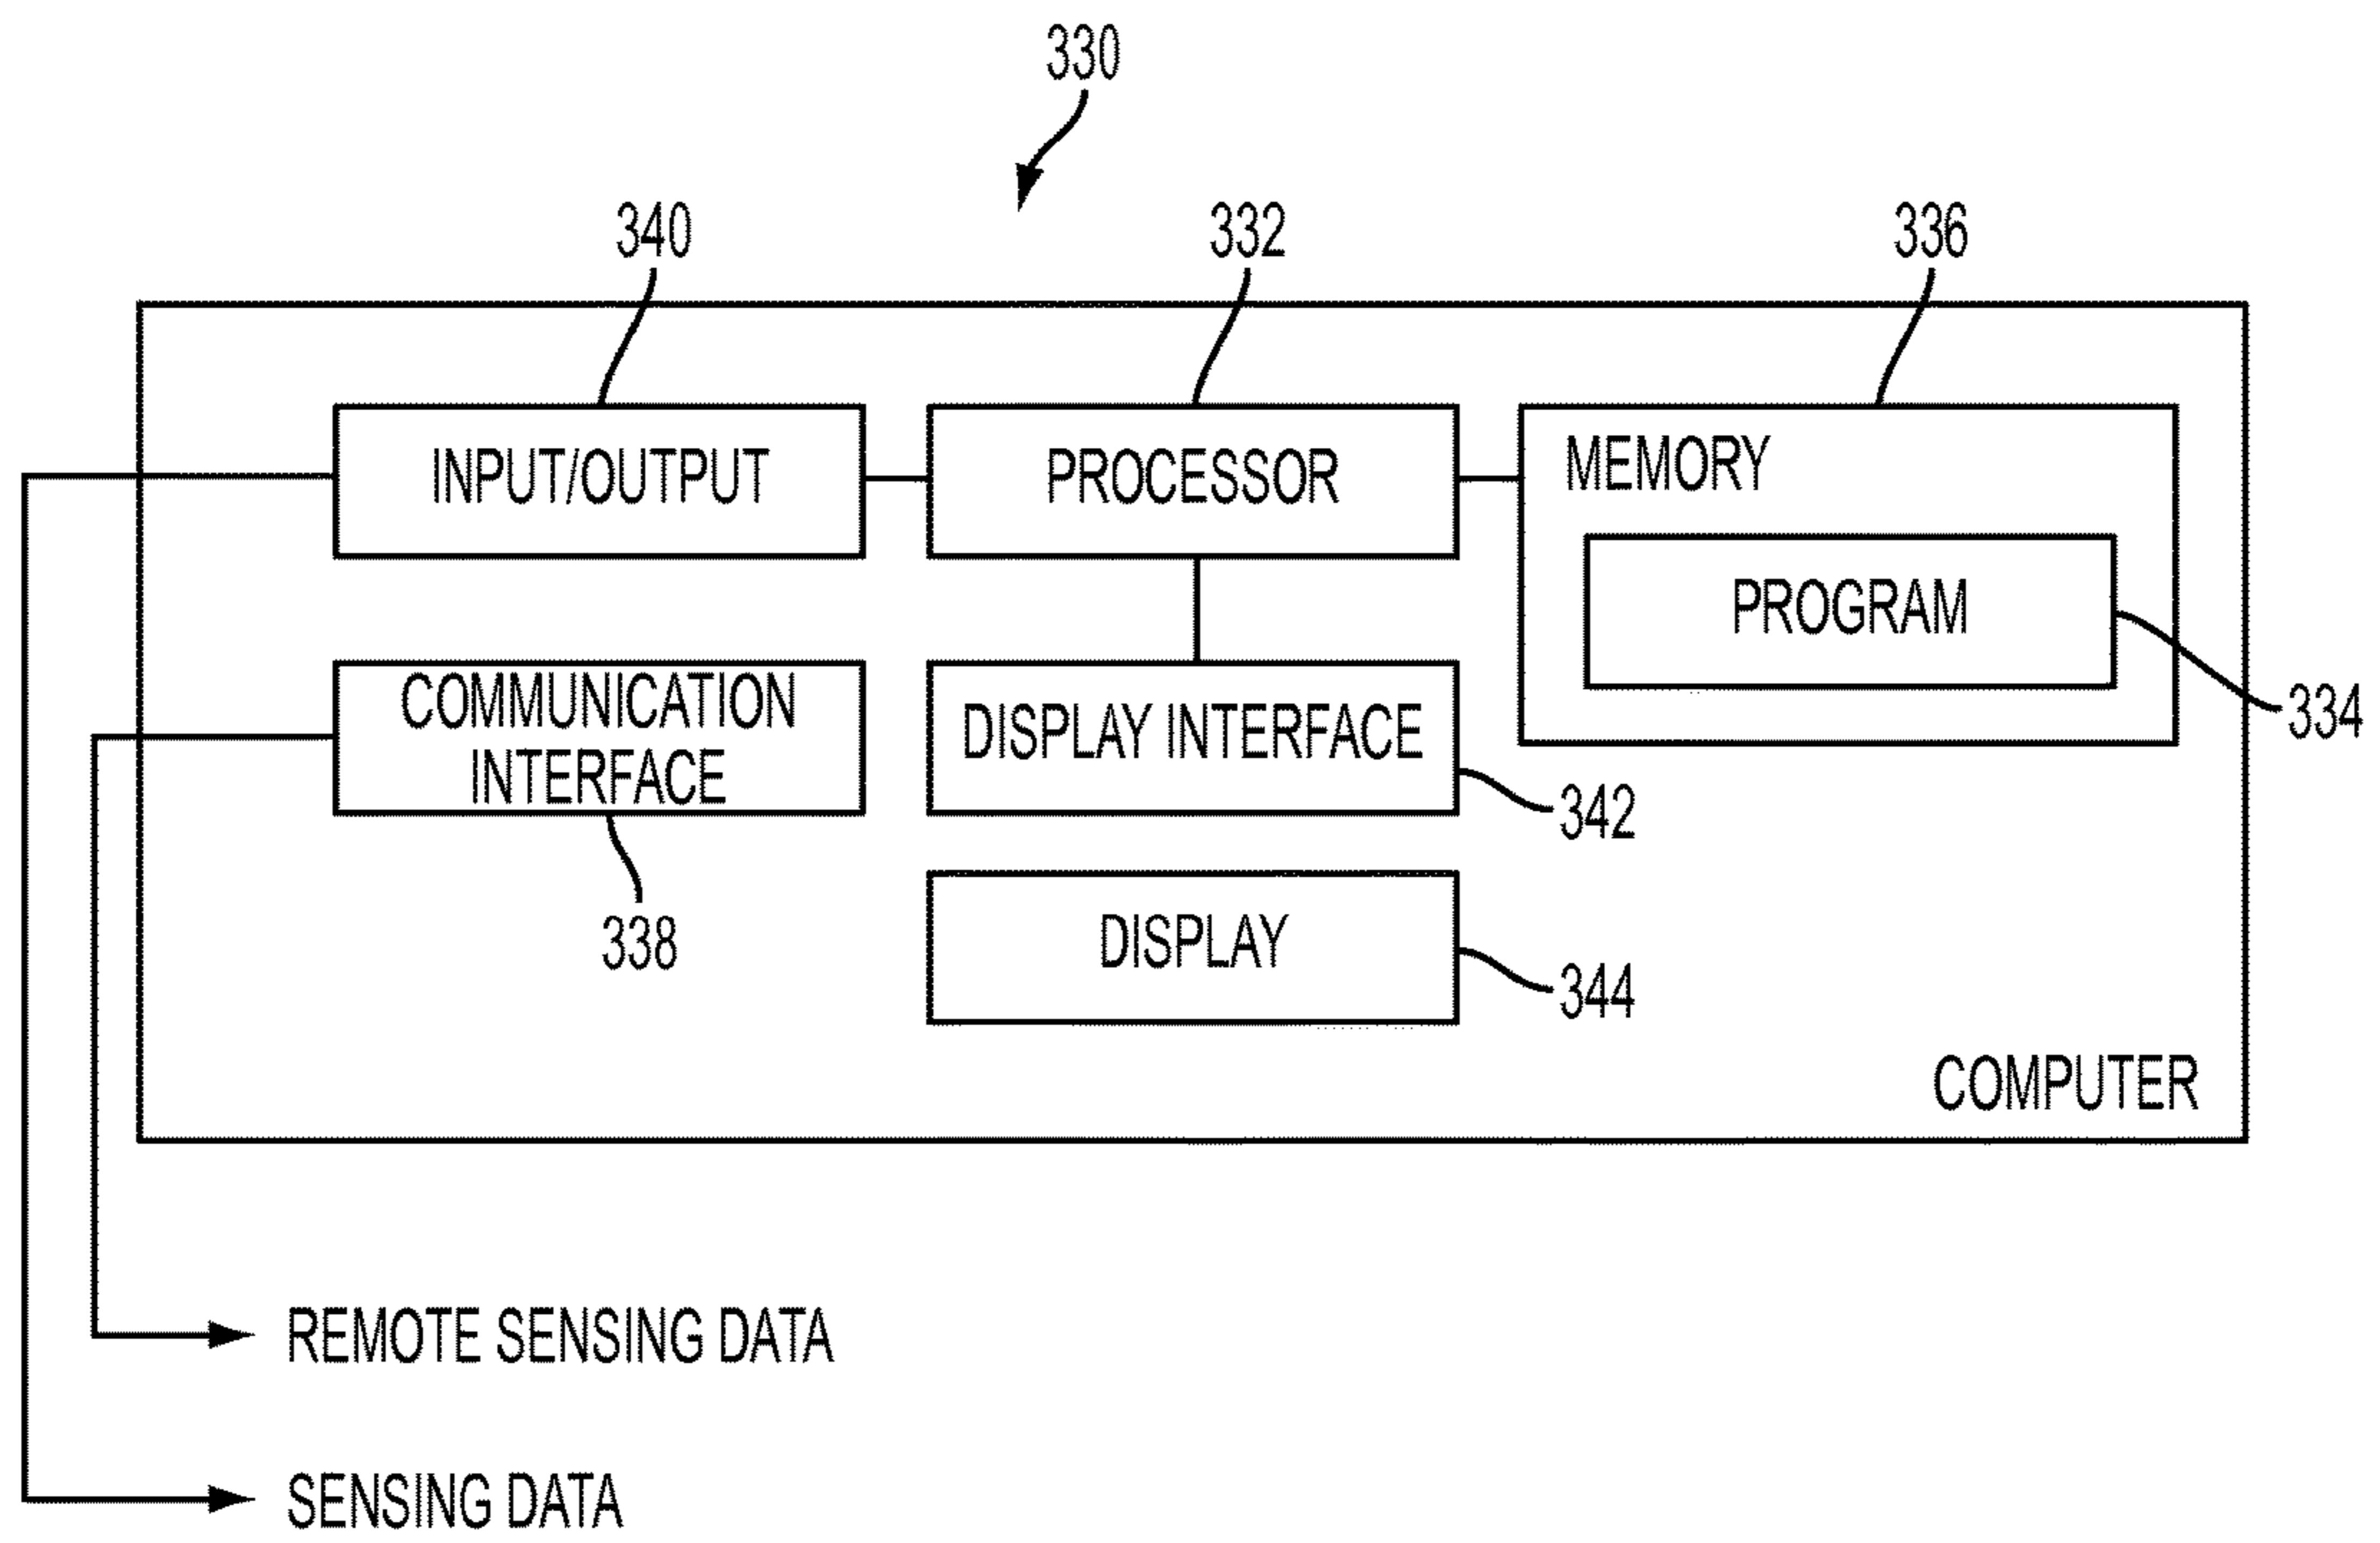 330
340
332
336
INPUT/OUTPUT
PROCESSOR
MEMORY
PROGRAM
334
COMMUNICATION
INTERFACE
DISPLAY INTERFACE
342
338
DISPLAY
344
COMPUTER
REMOTE SENSING DATA
SENSING DATA